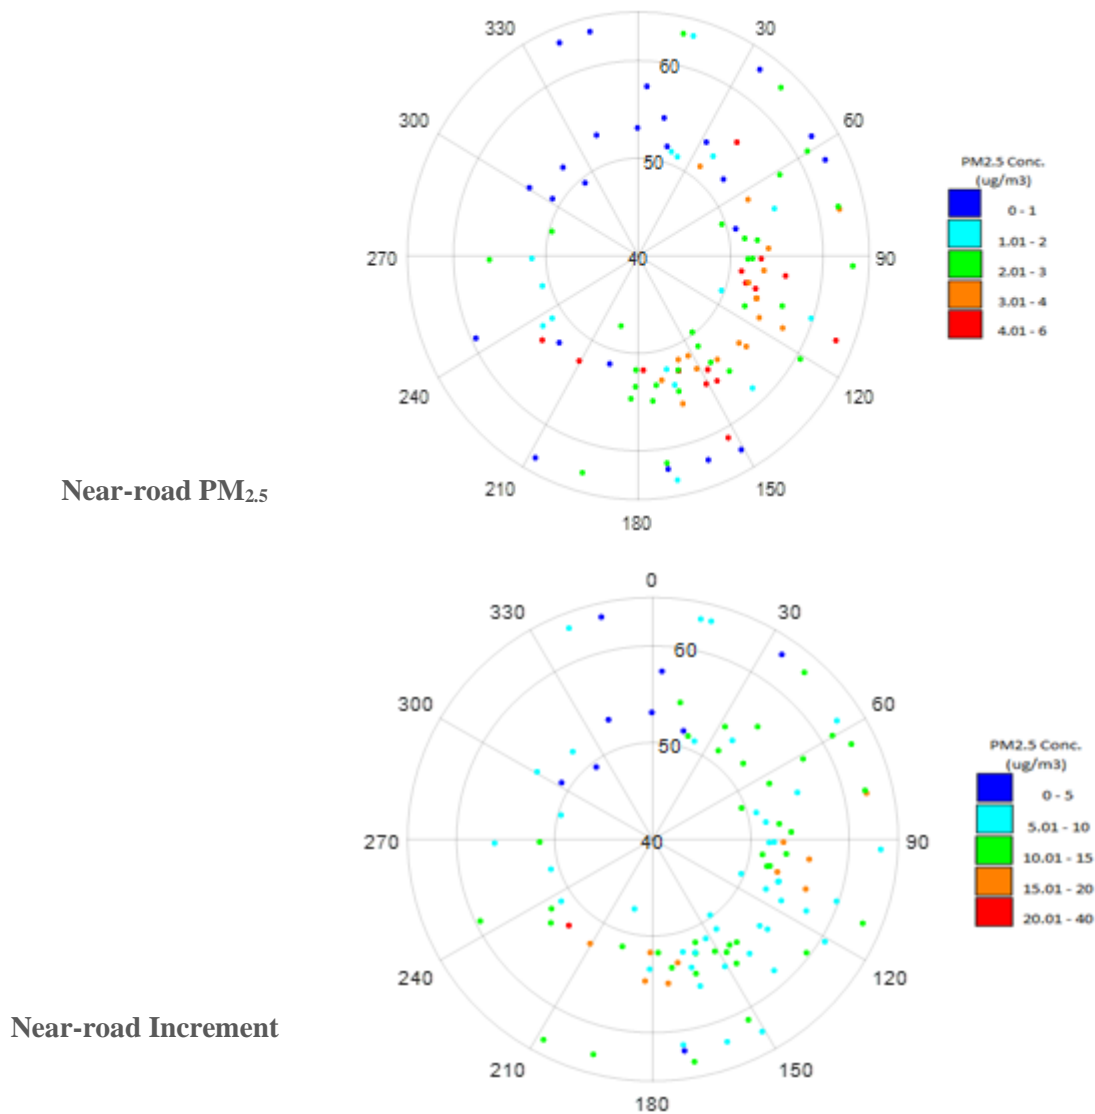 330
30
60
300
60
50
PM2.5 Conc.
(ug/m3)
0 - 1
1.01 - 2
2.01 - 3
3.01 - 4
4.01 - 6
270
40
90
240
120
Near-road PM2.5
210
150
180
0
330
30
60
300
60
50
PM2.5 Conc.
(ug/m3)
0 - 5
5.01 - 10
10.01 - 15
15.01 - 20
20.01 - 40
270
40
90
240
120
Near-road Increment
210
150
180